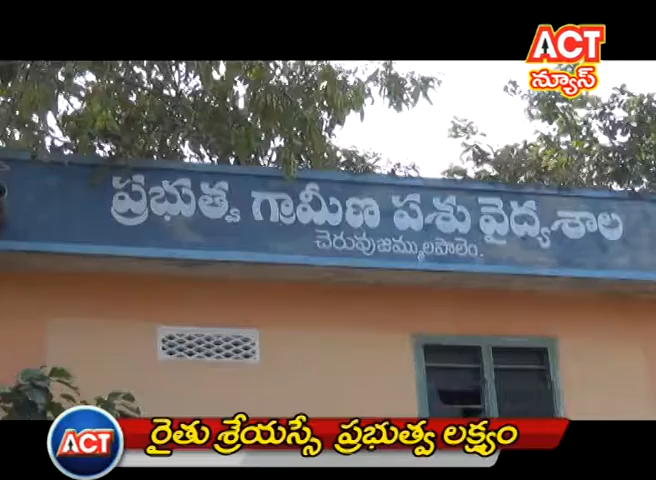 ACT
న్యూస్
ప్రభుత్వ గ్రామీణ పశు వైద్యశాల
చెరువుజమ్ములపాలెం.
ACT రైతు శ్రేయస్సే ప్రభుత్వ లక్ష్యం